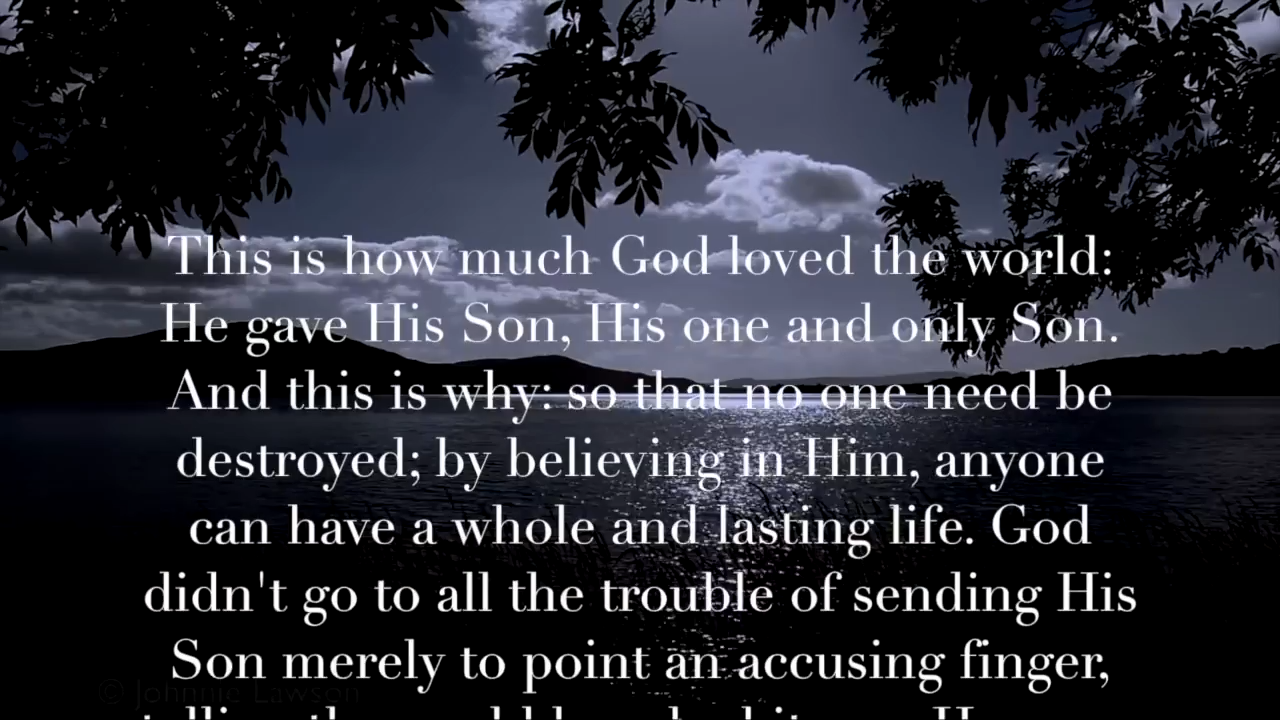 This is how much God loved the world:
He gave His Son, His one and only Son.
And this is why: so that no one need be
destroyed; by believing in Him, anyone
can have a whole and lasting life. God
didn't go to all the trouble of sending His
Son merely to point an accusing finger,
© Johnnie Lawson